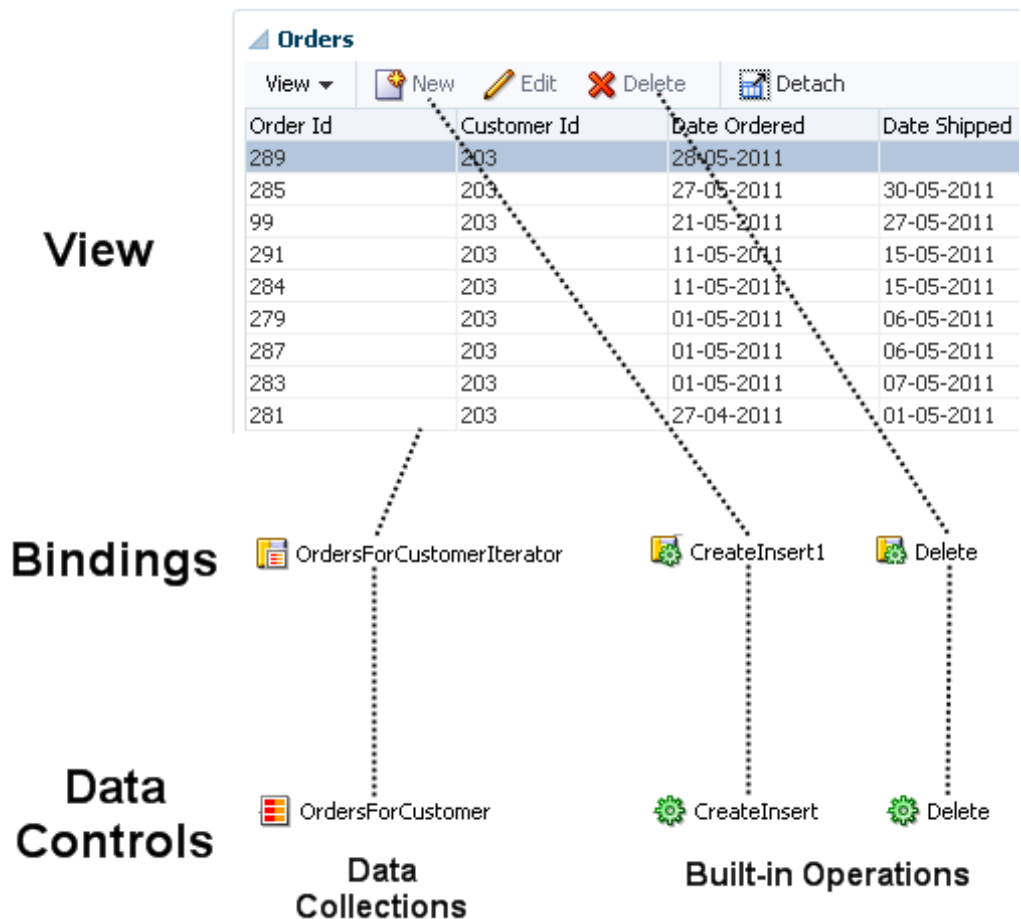 Orders
View New Edit Delete Detach
Order Id Customer Id Date Ordered Date Shipped
289 203 28-05-2011
285 203 27-05-2011 30-05-2011
99 203 21-05-2011 27-05-2011
291 203 11-05-2011 15-05-2011
284 203 11-05-2011 15-05-2011
279 203 01-05-2011 06-05-2011
287 203 01-05-2011 06-05-2011
283 203 01-05-2011 07-05-2011
281 203 27-04-2011 01-05-2011
View
Bindings
OrdersForCustomerIterator CreateInsert1 Delete
Data
Controls
OrdersForCustomer CreateInsert Delete
Data
Collections
Built-in Operations